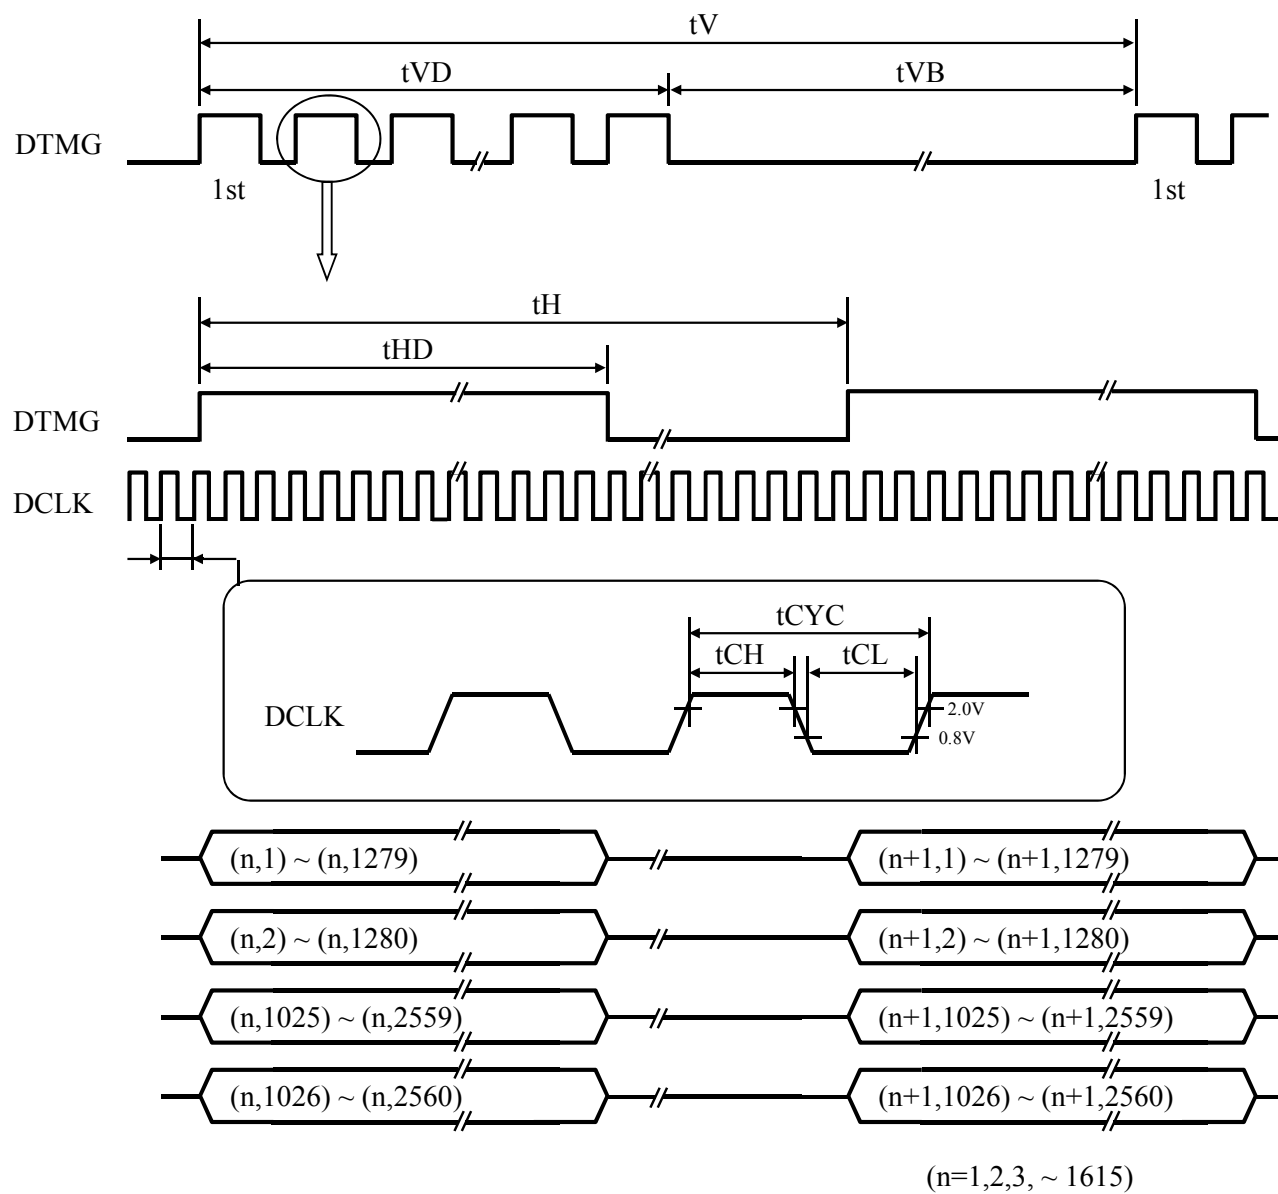 tV
tVD
tVB
DTMG
1st
1st
tH
tHD
DTMG
DCLK
tCYC
tCH
tCL
DCLK
2.0V
0.8V
(n,1) ~ (n,1279)
(n+1,1) ~ (n+1,1279)
(n,2) ~ (n,1280)
(n+1,2) ~ (n+1,1280)
(n,1025) ~ (n,2559)
(n+1,1025) ~ (n+1,2559)
(n,1026) ~ (n,2560)
(n+1,1026) ~ (n+1,2560)
(n=1,2,3, ~ 1615)